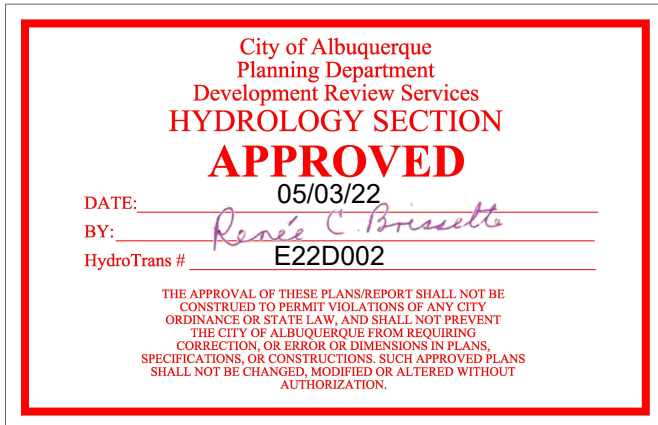 City of Albuquerque
Planning Department
Development Review Services
HYDROLOGY SECTION
APPROVED
DATE: 05/03/22
BY: Renée C. Brissette
HydroTrans # E22D002
THE APPROVAL OF THESE PLANS/REPORT SHALL NOT BE
CONSTRUED TO PERMIT VIOLATIONS OF ANY CITY
ORDINANCE OR STATE LAW, AND SHALL NOT PREVENT
THE CITY OF ALBUQUERQUE FROM REQUIRING
CORRECTION, OR ERROR OR DIMENSIONS IN PLANS,
SPECIFICATIONS, OR CONSTRUCTIONS. SUCH APPROVED PLANS
SHALL NOT BE CHANGED, MODIFIED OR ALTERED WITHOUT
AUTHORIZATION.